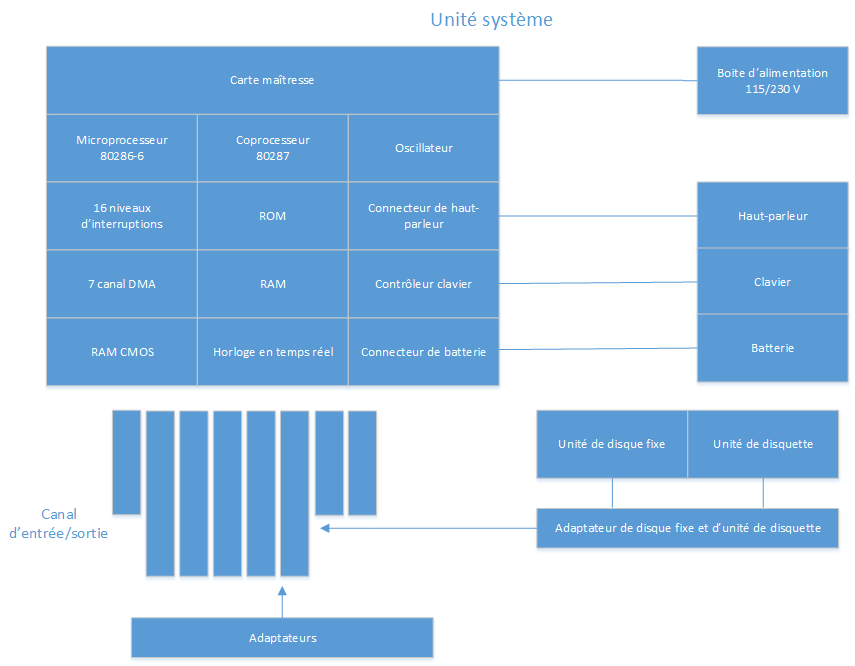 Unité système
Carte maîtresse
Boite d'alimentation
115/230 V
Microprocesseur
80286-6
Coprocesseur
80287
Oscillateur
16 niveaux
d'interruptions
ROM
Connecteur de haut-
parleur
Haut-parleur
7 canal DMA
RAM
Contrôleur clavier
Clavier
RAM CMOS
Horloge en temps réel
Connecteur de batterie
Batterie
Unité de disque fixe
Unité de disquette
Canal
d'entrée/sortie
Adaptateur de disque fixe et d'unité de disquette
Adaptateurs